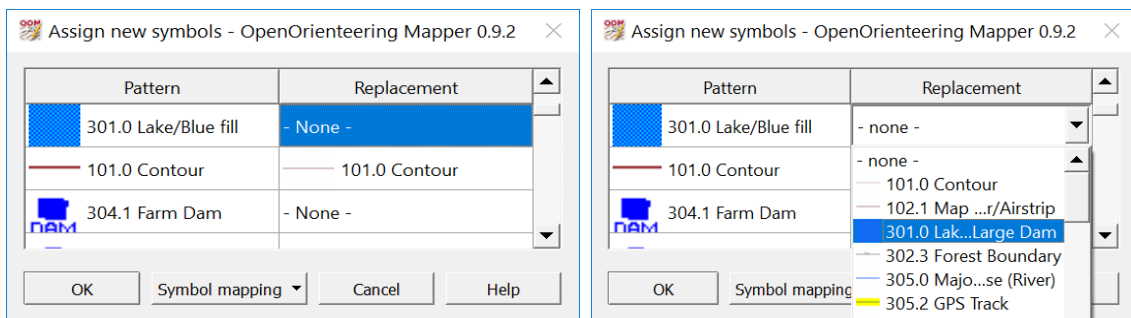 Assign new symbols - OpenOrienteering Mapper 0.9.2
Pattern Replacement
301.0 Lake/Blue fill - None -
101.0 Contour 101.0 Contour
DAM 304.1 Farm Dam - None -
OK Symbol mapping Cancel Help
Assign new symbols - OpenOrienteering Mapper 0.9.2
Pattern Replacement
301.0 Lake/Blue fill - none -
101.0 Contour
DAM 304.1 Farm Dam
- none -
101.0 Contour
102.1 Map ...r/Airstrip
301.0 Lak...Large Dam
302.3 Forest Boundary
305.0 Majo...se (River)
305.2 GPS Track
OK Symbol mapping